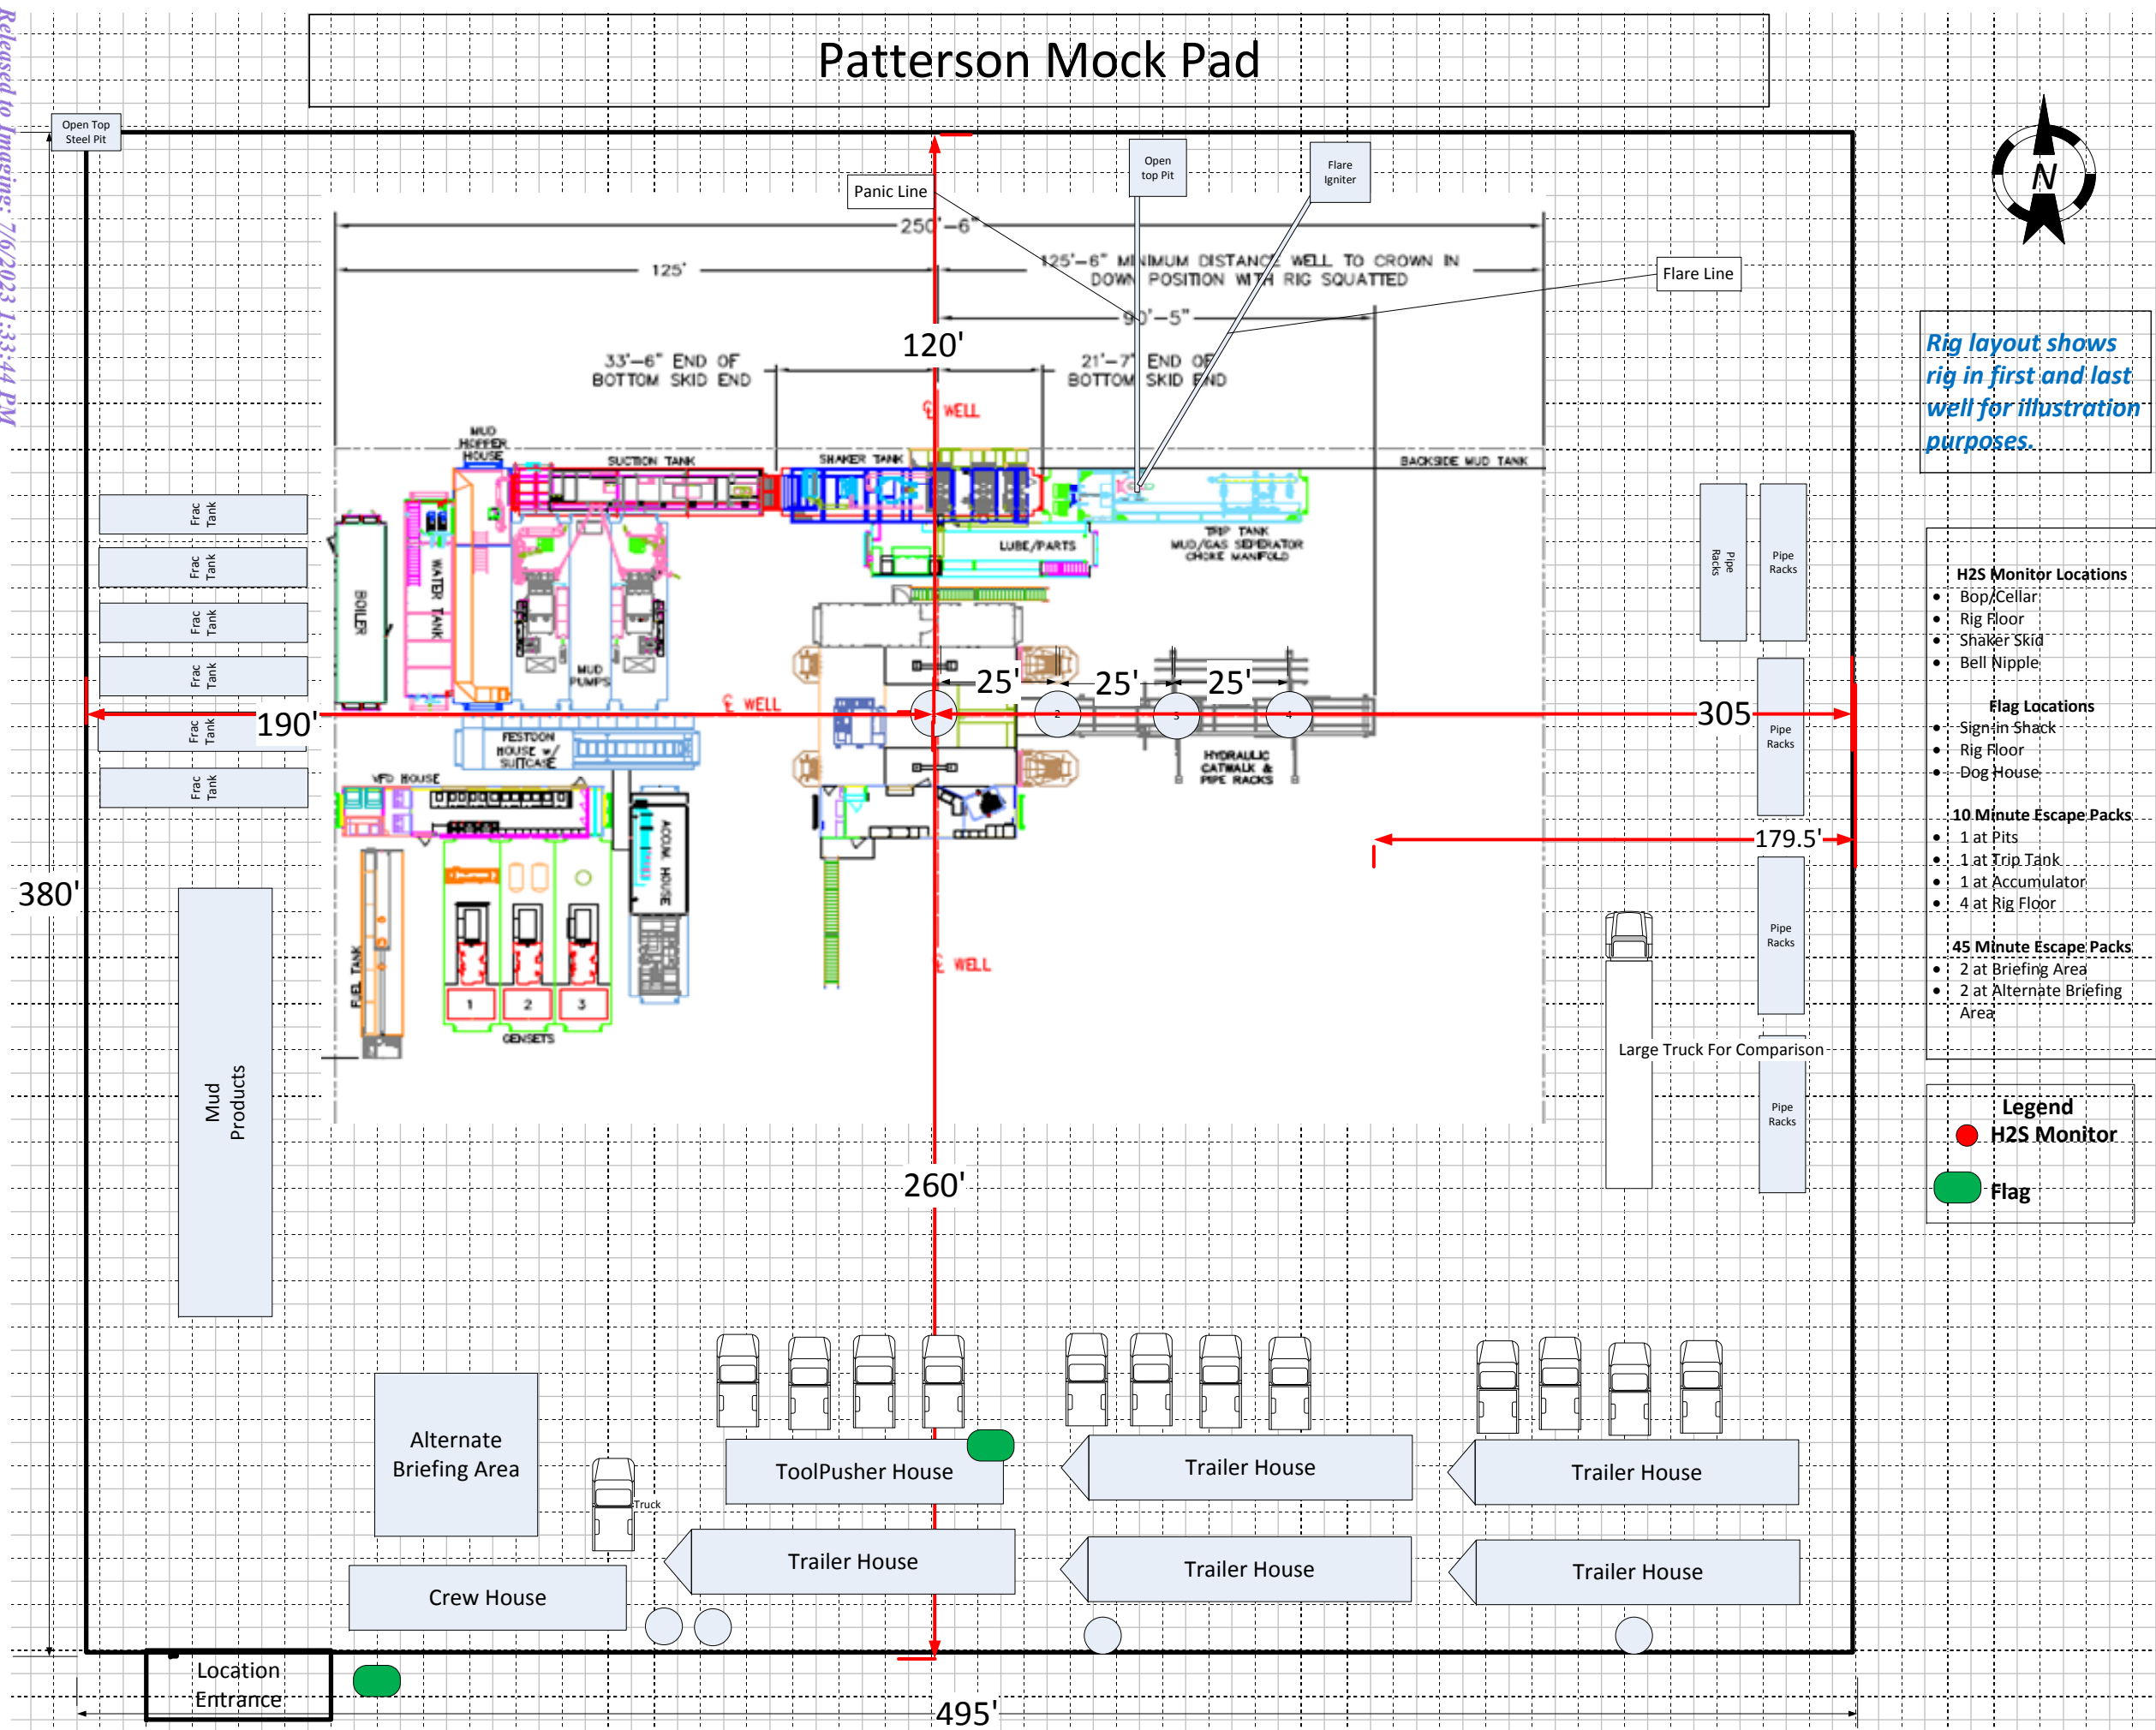 Released to Imaging: 7/6/2023 1:33:44 PM
Patterson Mock Pad
Open Top
Steel Pit
Open
top Pit
Flare
Igniter
Panic Line
N
250'-6"
125'
125'-6" MINIMUM DISTANCE WELL TO CROWN IN
DOWN POSITION WITH RIG SQUATTED
Flare Line
90'-5"
120'
33'-6" END OF
BOTTOM SKID END
21'-7" END OF
BOTTOM SKID END
Rig layout shows
rig in first and last
well for illustration
purposes.
℄ WELL
MUD
HOPPER
HOUSE
SUCTION TANK
SHAKER TANK
BACKSIDE MUD TANK
Frac
Tank
Frac
Tank
Frac
Tank
Frac
Tank
Frac
Tank
Frac
Tank
BOILER
WATER TANK
MUD
PUMPS
LUBE/PARTS
TRIP TANK
MUD/GAS SEPERATOR
CHOKE MANIFOLD
Pipe
Racks
Pipe
Racks
Pipe
Racks
Pipe
Racks
Pipe
Racks
25'
25'
25'
2
3
4
190'
℄ WELL
305
FESTOON
HOUSE w/
SUITCASE
HYDRAULIC
CATWALK &
PIPE RACKS
VFD HOUSE
ACCUM. HOUSE
179.5'
380'
FUEL TANK
1
2
3
GENSETS
℄ WELL
Mud
Products
Large Truck For Comparison
260'
H2S Monitor Locations
• Bop/Cellar
• Rig Floor
• Shaker Skid
• Bell Nipple
Flag Locations
• Sign-in Shack
• Rig Floor
• Dog House
10 Minute Escape Packs
• 1 at Pits
• 1 at Trip Tank
• 1 at Accumulator
• 4 at Rig Floor
45 Minute Escape Packs
• 2 at Briefing Area
• 2 at Alternate Briefing
Area
Legend
H2S Monitor
Flag
Alternate
Briefing Area
Truck
ToolPusher House
Trailer House
Trailer House
Crew House
Trailer House
Trailer House
Trailer House
Location
Entrance
495'